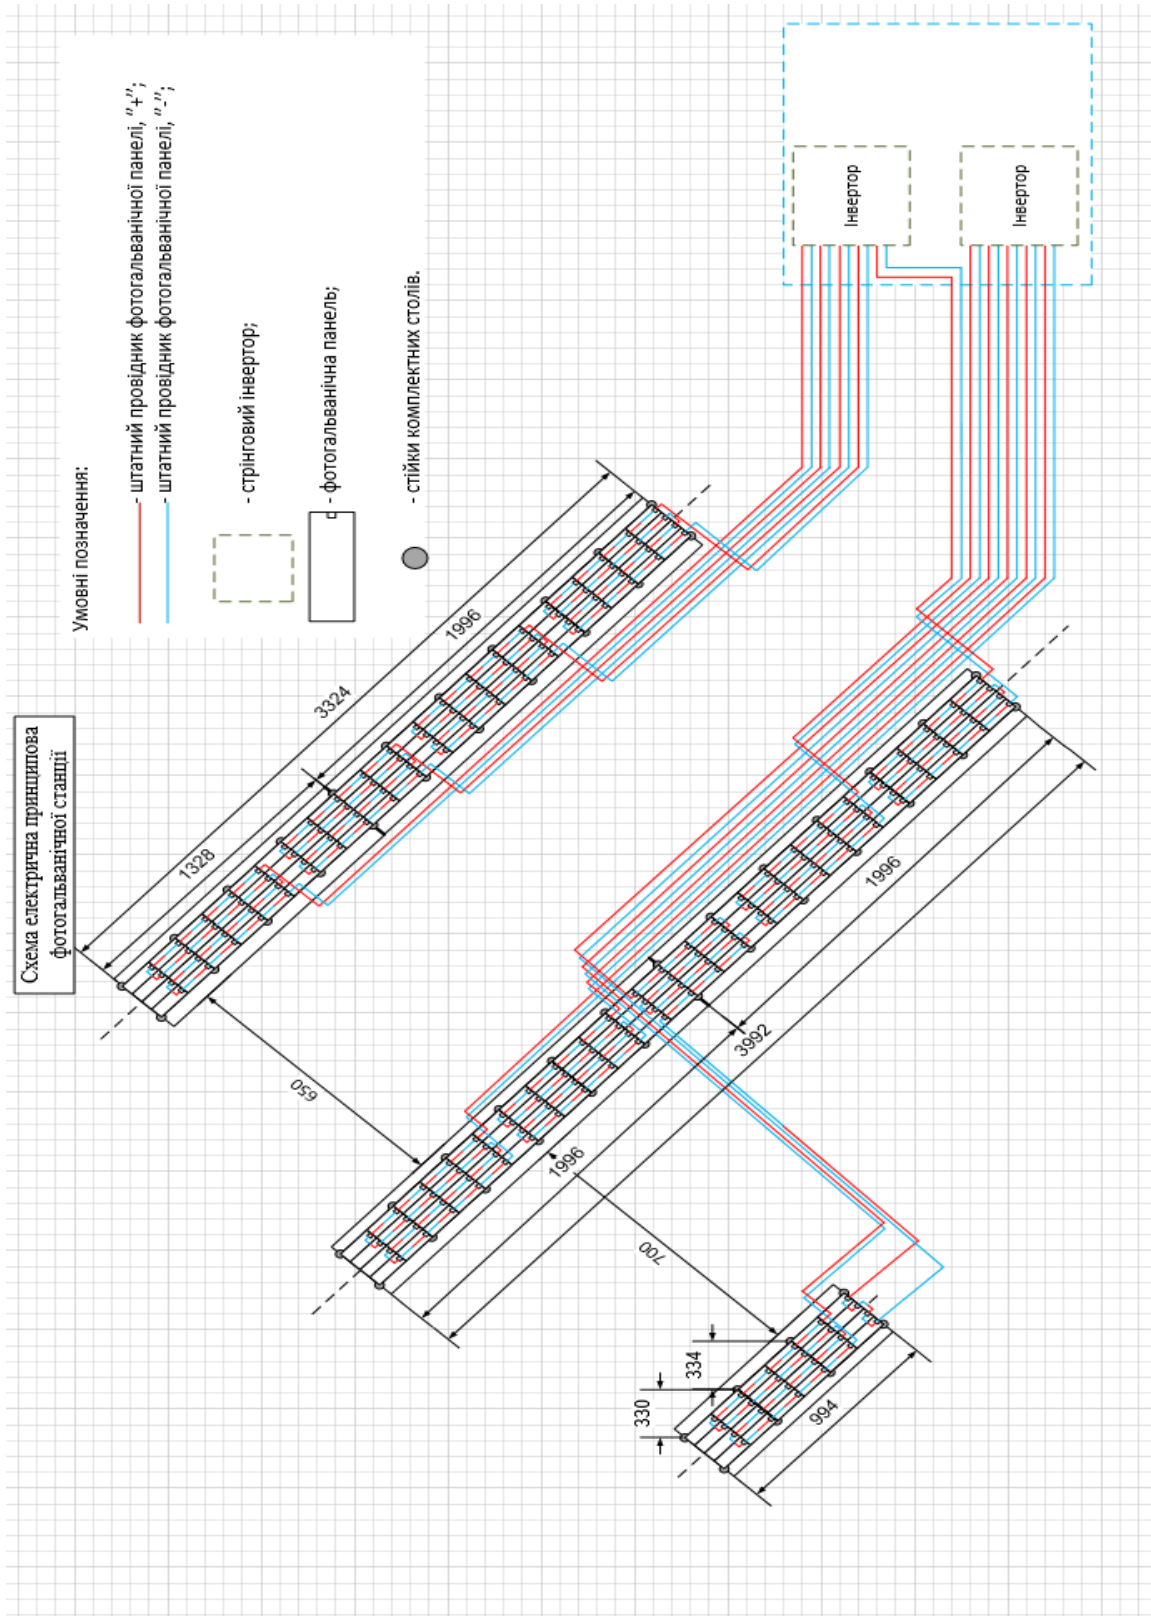 Схема електрична принципова
фотогальванічної станції
Умовні позначення:
- штатний провідник фотогальванічної панелі, ”+”;
- штатний провідник фотогальванічної панелі, ”-”;
- стрінговий інвертор;
- фотогальванічна панель;
- стійки комплектних столів.
Інвертор
Інвертор
1996
3324
1328
650
1996
3992
1996
700
334
330
994